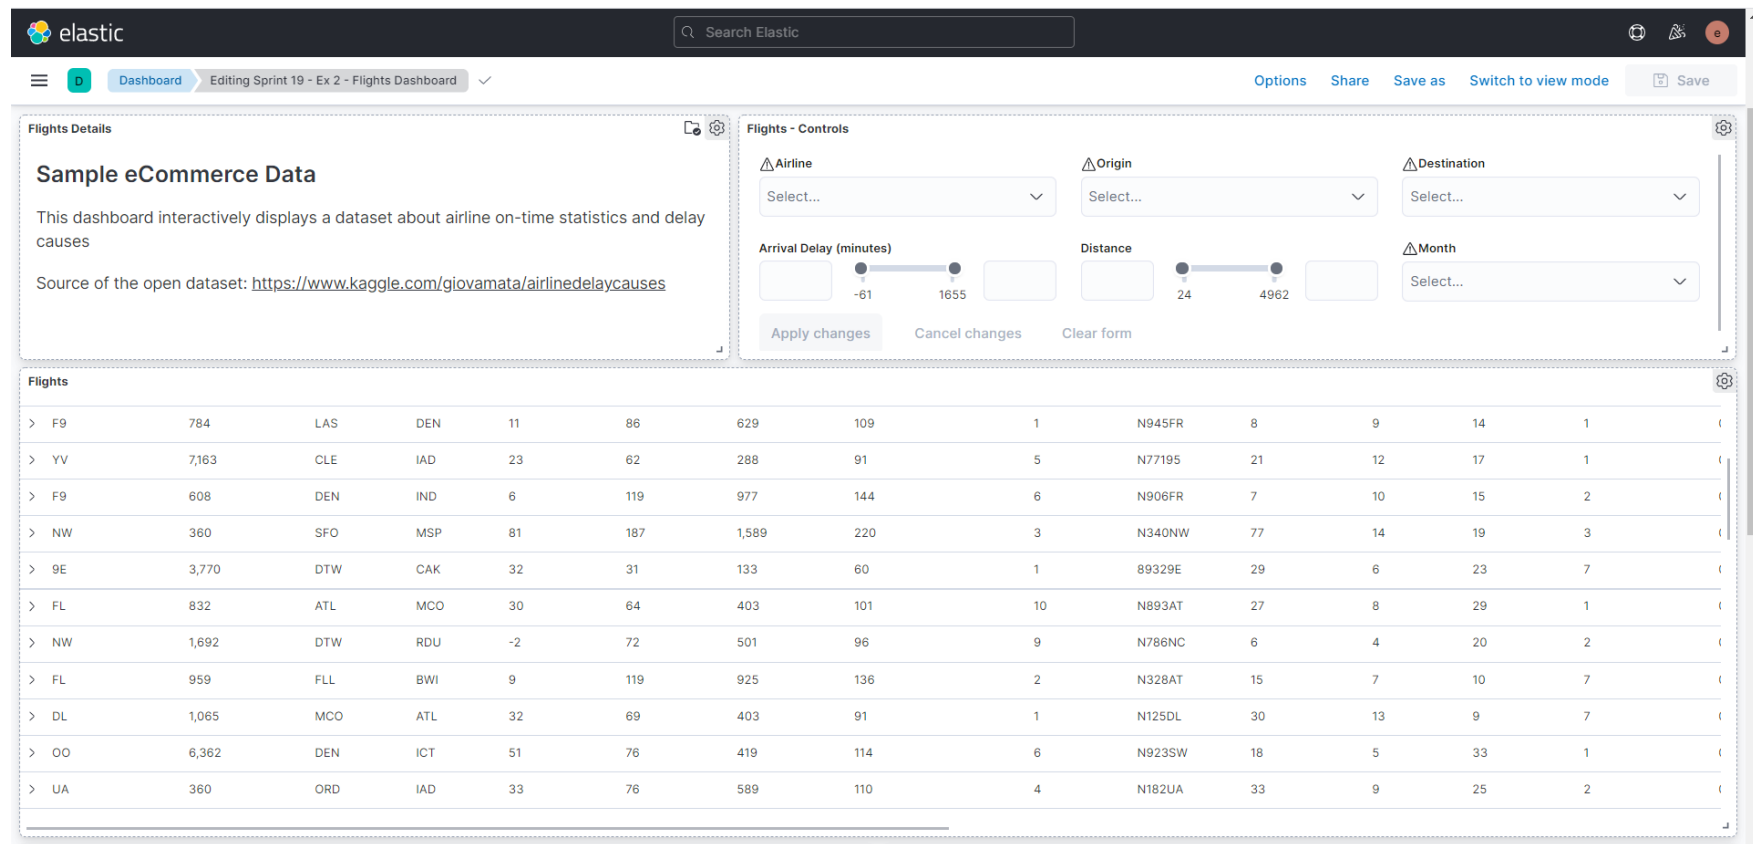 elastic
Search Elastic
e
D
Dashboard
Editing Sprint 19 - Ex 2 - Flights Dashboard
Options
Share
Save as
Switch to view mode
Save
Flights Details
Sample eCommerce Data
This dashboard interactively displays a dataset about airline on-time statistics and delay
causes
Source of the open dataset: https://www.kaggle.com/giovamata/airlinedelaycauses
Flights - Controls
Airline
Origin
Destination
Select...
Select...
Select...
Arrival Delay (minutes)
Distance
Month
-61
1655
24
4962
Select...
Apply changes
Cancel changes
Clear form
Flights
F9 784 LAS DEN 11 86 629 109 1 N945FR 8 9 14 1
YV 7,163 CLE IAD 23 62 288 91 5 N77195 21 12 17 1
F9 608 DEN IND 6 119 977 144 6 N906FR 7 10 15 2
NW 360 SFO MSP 81 187 1,589 220 3 N340NW 77 14 19 3
9E 3,770 DTW CAK 32 31 133 60 1 89329E 29 6 23 7
FL 832 ATL MCO 30 64 403 101 10 N893AT 27 8 29 1
NW 1,692 DTW RDU -2 72 501 96 9 N786NC 6 4 20 2
FL 959 FLL BWI 9 119 925 136 2 N328AT 15 7 10 7
DL 1,065 MCO ATL 32 69 403 91 1 N125DL 30 13 9 7
OO 6,362 DEN ICT 51 76 419 114 6 N923SW 18 5 33 1
UA 360 ORD IAD 33 76 589 110 4 N182UA 33 9 25 2